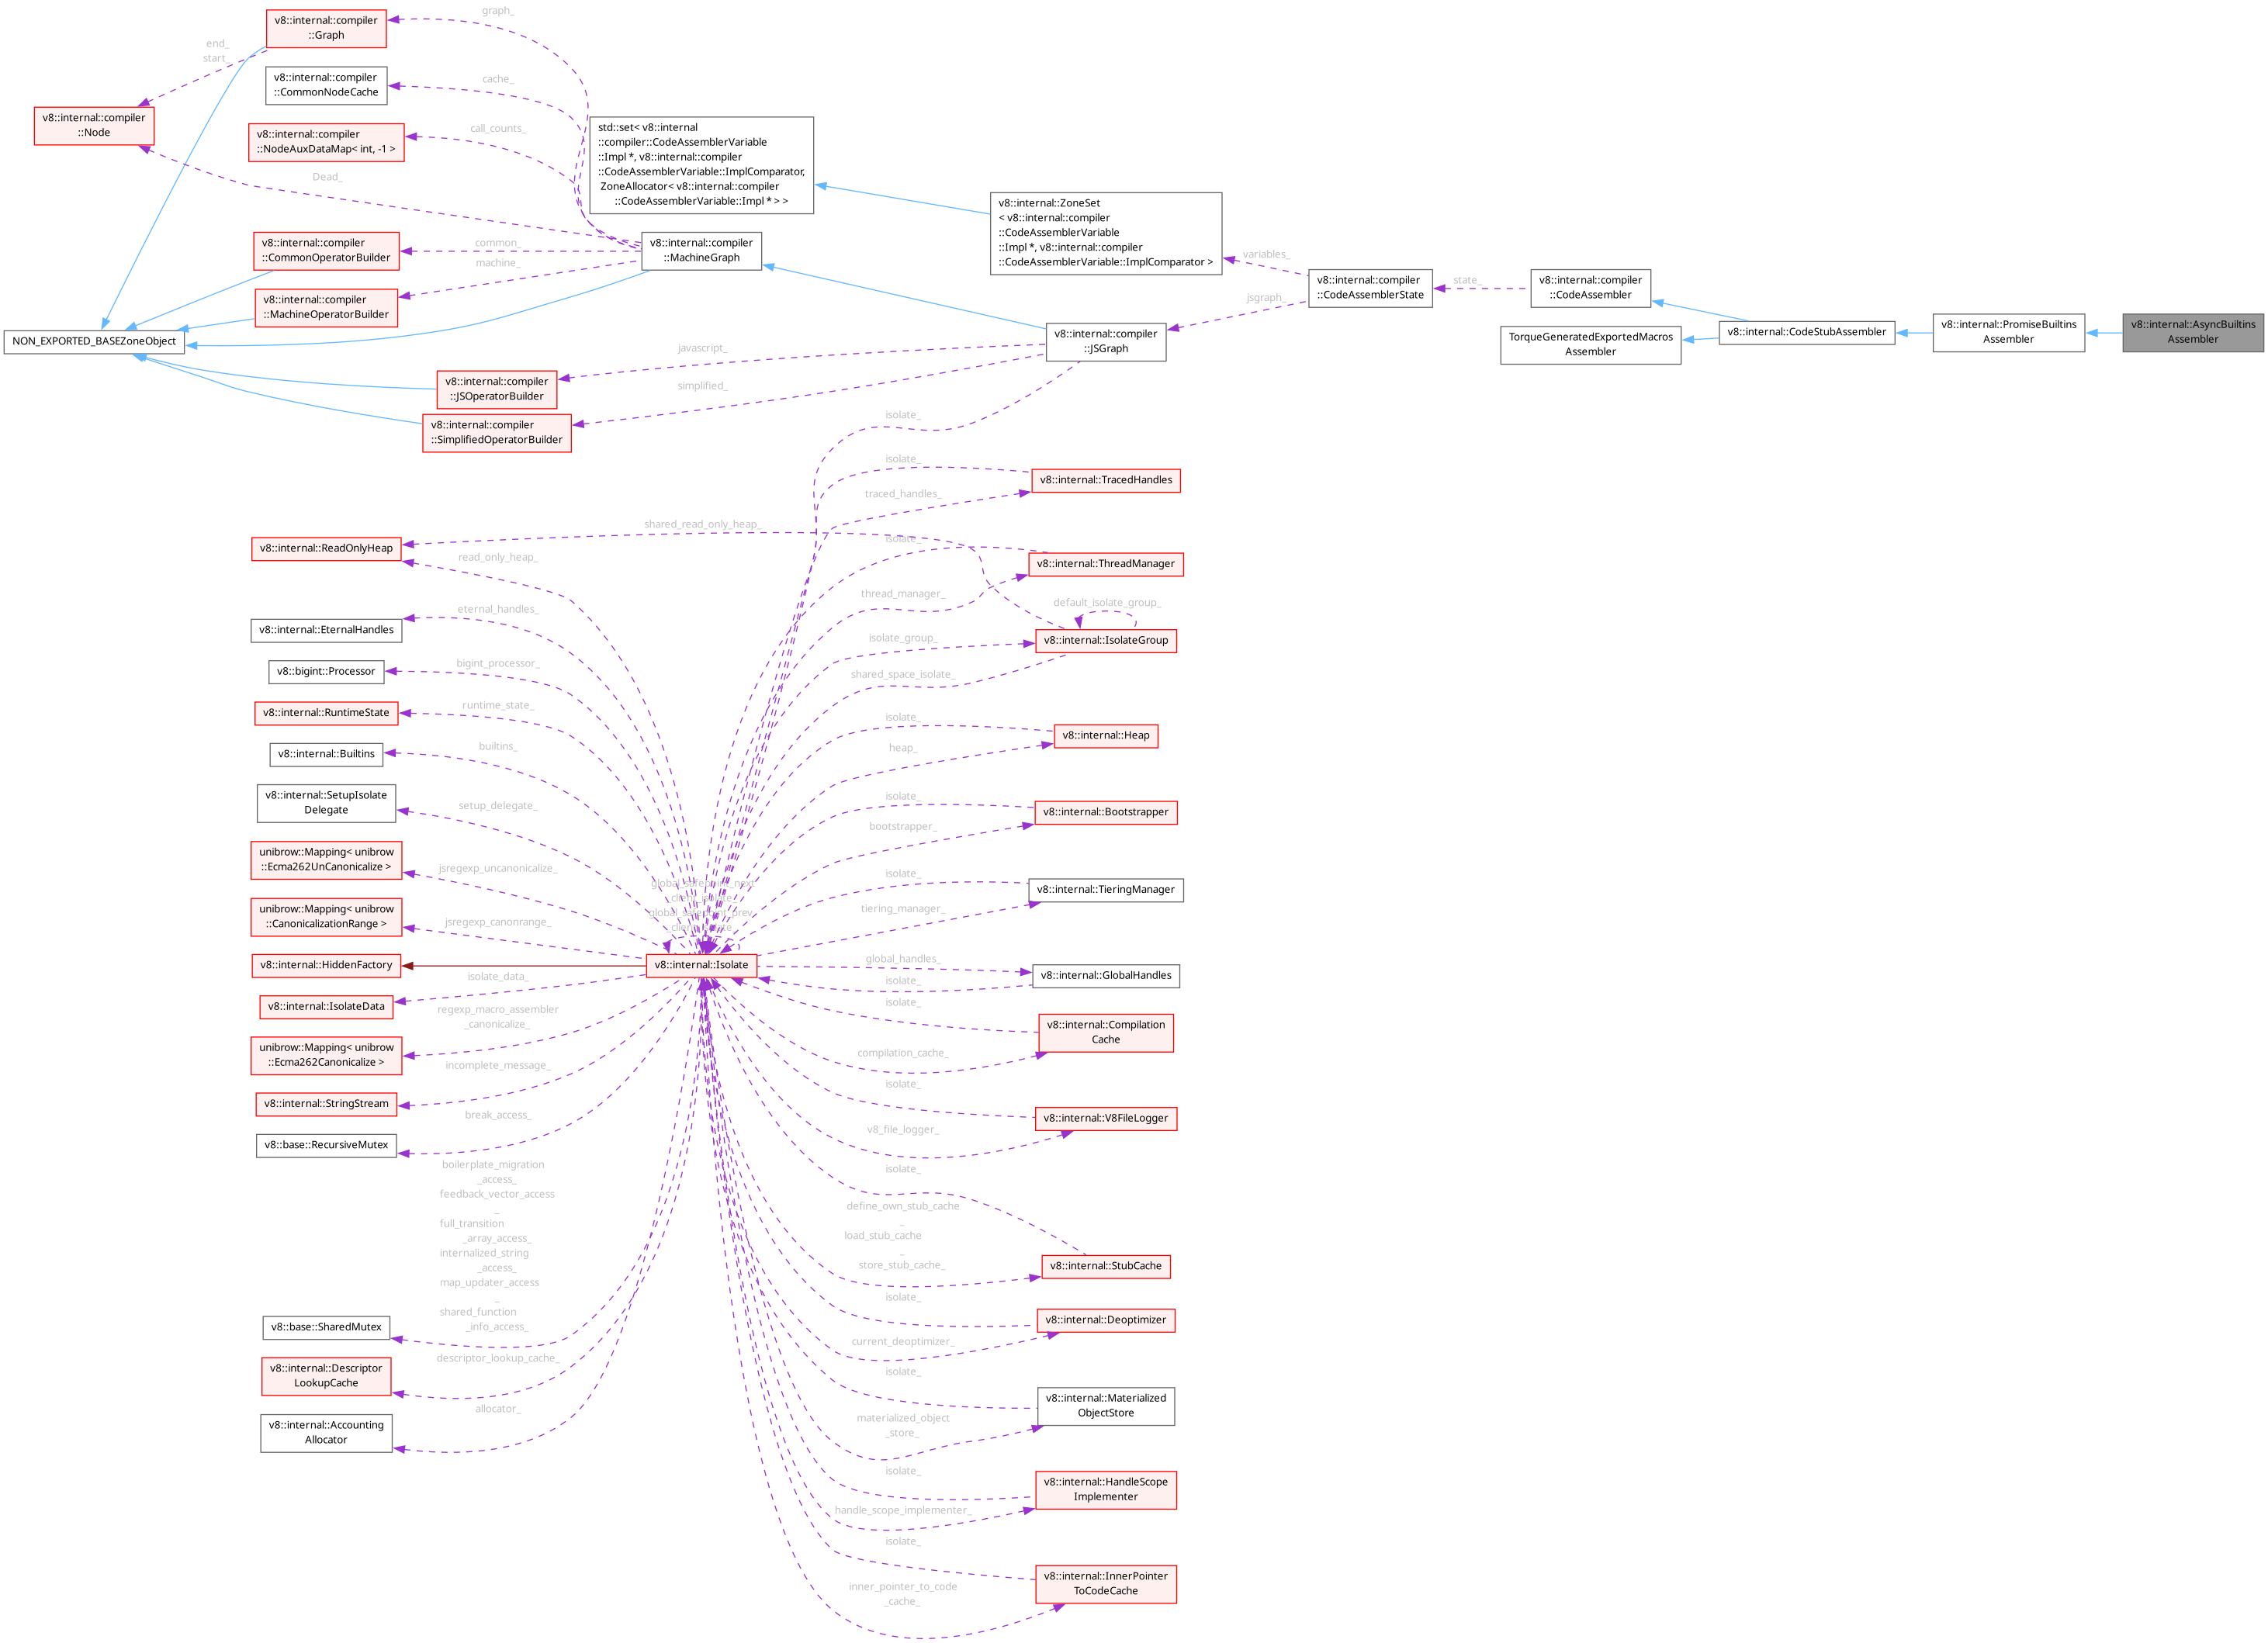 v8::internal::compiler
::Graph
graph_
end_
start_
v8::internal::compiler
::CommonNodeCache
cache_
v8::internal::compiler
::Node
v8::internal::compiler
::NodeAuxDataMap< int, -1 >
call_counts_
Dead_
std::set< v8::internal
::compiler::CodeAssemblerVariable
::Impl *, v8::internal::compiler
::CodeAssemblerVariable::ImplComparator,
ZoneAllocator< v8::internal::compiler
::CodeAssemblerVariable::Impl * > >
v8::internal::ZoneSet
< v8::internal::compiler
::CodeAssemblerVariable
::Impl *, v8::internal::compiler
::CodeAssemblerVariable::ImplComparator >
v8::internal::compiler
::CommonOperatorBuilder
common_
machine_
v8::internal::compiler
::MachineGraph
v8::internal::compiler
::MachineOperatorBuilder
NON_EXPORTED_BASEZoneObject
variables_
jsgraph_
v8::internal::compiler
::CodeAssemblerState
state_
v8::internal::compiler
::CodeAssembler
TorqueGeneratedExportedMacros
Assembler
v8::internal::CodeStubAssembler
v8::internal::PromiseBuiltins
Assembler
v8::internal::AsyncBuiltins
Assembler
v8::internal::compiler
::JSGraph
javascript_
simplified_
v8::internal::compiler
::JSOperatorBuilder
v8::internal::compiler
::SimplifiedOperatorBuilder
isolate_
isolate_
v8::internal::TracedHandles
traced_handles_
shared_read_only_heap_
isolate_
v8::internal::ReadOnlyHeap
read_only_heap_
v8::internal::ThreadManager
thread_manager_
default_isolate_group_
eternal_handles_
v8::internal::EternalHandles
isolate_group_
v8::internal::IsolateGroup
shared_space_isolate_
v8::bigint::Processor
bigint_processor_
v8::internal::RuntimeState
runtime_state_
isolate_
v8::internal::Heap
heap_
v8::internal::Builtins
builtins_
v8::internal::SetupIsolate
Delegate
setup_delegate_
isolate_
v8::internal::Bootstrapper
bootstrapper_
unibrow::Mapping< unibrow
::Ecma262UnCanonicalize >
jsregexp_uncanonicalize_
isolate_
v8::internal::TieringManager
tiering_manager_
global_safepoint_next
_client_isolate_
global_safepoint_prev
_client_isolate_
unibrow::Mapping< unibrow
::CanonicalizationRange >
jsregexp_canonrange_
v8::internal::HiddenFactory
v8::internal::Isolate
global_handles_
isolate_
v8::internal::GlobalHandles
isolate_data_
v8::internal::IsolateData
isolate_
v8::internal::Compilation
Cache
compilation_cache_
regexp_macro_assembler
_canonicalize_
unibrow::Mapping< unibrow
::Ecma262Canonicalize >
incomplete_message_
v8::internal::StringStream
isolate_
v8::internal::V8FileLogger
v8_file_logger_
break_access_
v8::base::RecursiveMutex
isolate_
boilerplate_migration
_access_
feedback_vector_access
_
full_transition
_array_access_
internalized_string
_access_
map_updater_access
_
shared_function
_info_access_
define_own_stub_cache
_
load_stub_cache
_
store_stub_cache_
v8::internal::StubCache
v8::base::SharedMutex
isolate_
v8::internal::Deoptimizer
current_deoptimizer_
descriptor_lookup_cache_
v8::internal::Descriptor
LookupCache
isolate_
v8::internal::Materialized
ObjectStore
materialized_object
_store_
allocator_
v8::internal::Accounting
Allocator
isolate_
v8::internal::HandleScope
Implementer
handle_scope_implementer_
isolate_
v8::internal::InnerPointer
ToCodeCache
inner_pointer_to_code
_cache_